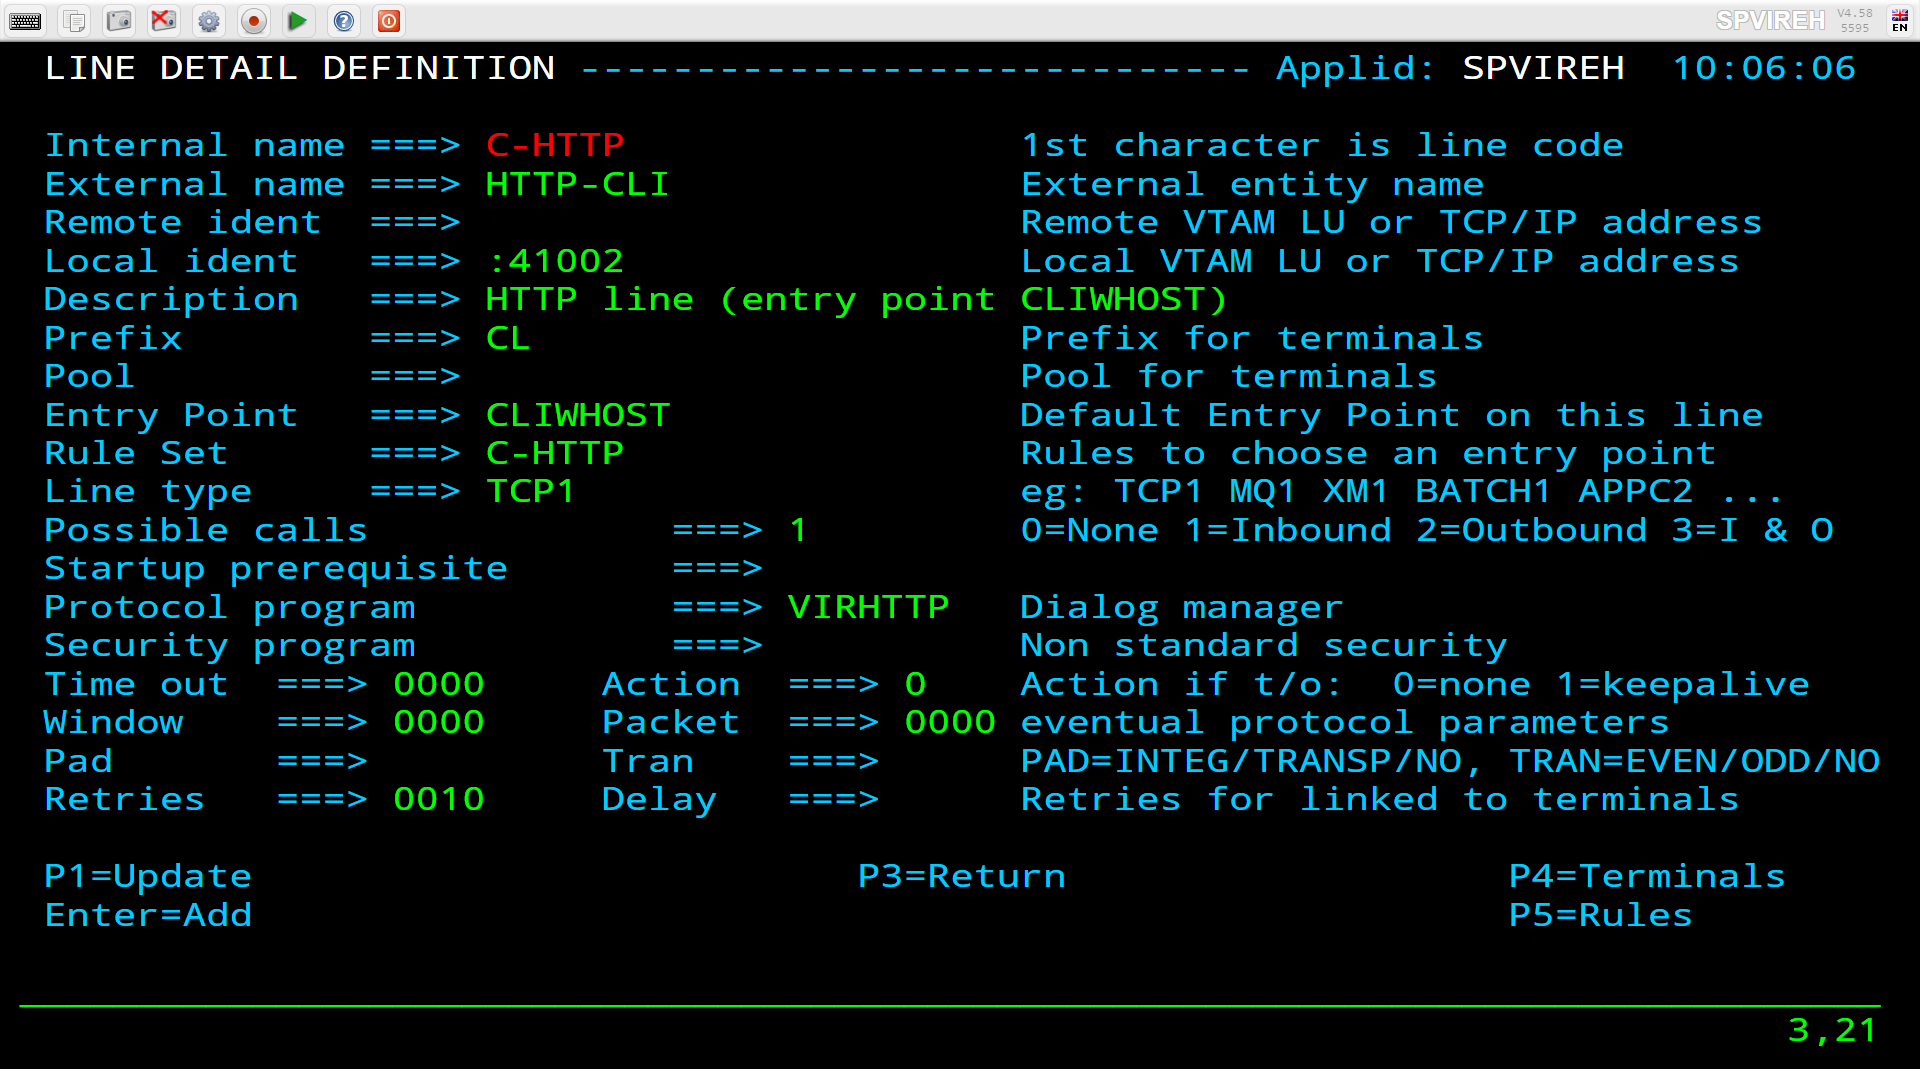 SPVIREH V4.58
5595 EN
LINE DETAIL DEFINITION ----------------------------- Applid: SPVIREH 10:06:06
Internal name ===> C-HTTP 1st character is line code
External name ===> HTTP-CLI External entity name
Remote ident ===> Remote VTAM LU or TCP/IP address
Local ident ===> :41002 Local VTAM LU or TCP/IP address
Description ===> HTTP line (entry point CLIWHOST)
Prefix ===> CL Prefix for terminals
Pool ===> Pool for terminals
Entry Point ===> CLIWHOST Default Entry Point on this line
Rule Set ===> C-HTTP Rules to choose an entry point
Line type ===> TCP1 eg: TCP1 MQ1 XM1 BATCH1 APPC2 ...
Possible calls ===> 1 0=None 1=Inbound 2=Outbound 3=I & O
Startup prerequisite ===>
Protocol program ===> VIRHTTP Dialog manager
Security program ===> Non standard security
Time out ===> 0000 Action ===> 0 Action if t/o: 0=none 1=keepalive
Window ===> 0000 Packet ===> 0000 eventual protocol parameters
Pad ===> Tran ===> PAD=INTEG/TRANSP/NO, TRAN=EVEN/ODD/NO
Retries ===> 0010 Delay ===> Retries for linked to terminals
P1=Update P3=Return P4=Terminals
Enter=Add P5=Rules
3,21